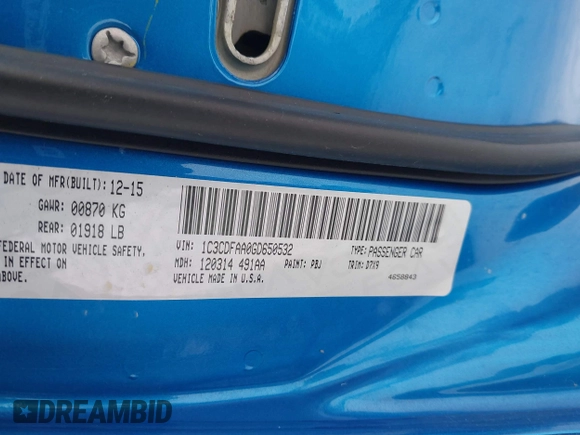 DATE OF MFR(BUILT): 12-15
GAWR: 00870 KG
REAR: 01918 LB
FEDERAL MOTOR VEHICLE SAFETY,
IN EFFECT ON
ABOVE.
VIN: 1C3CDFAA0GD650532
TYPE: PASSENGER CAR
MDH: 120314 491AA
PAINT: PBJ
TRIM: D7X9
VEHICLE MADE IN U.S.A.
4658843
DREAMBID